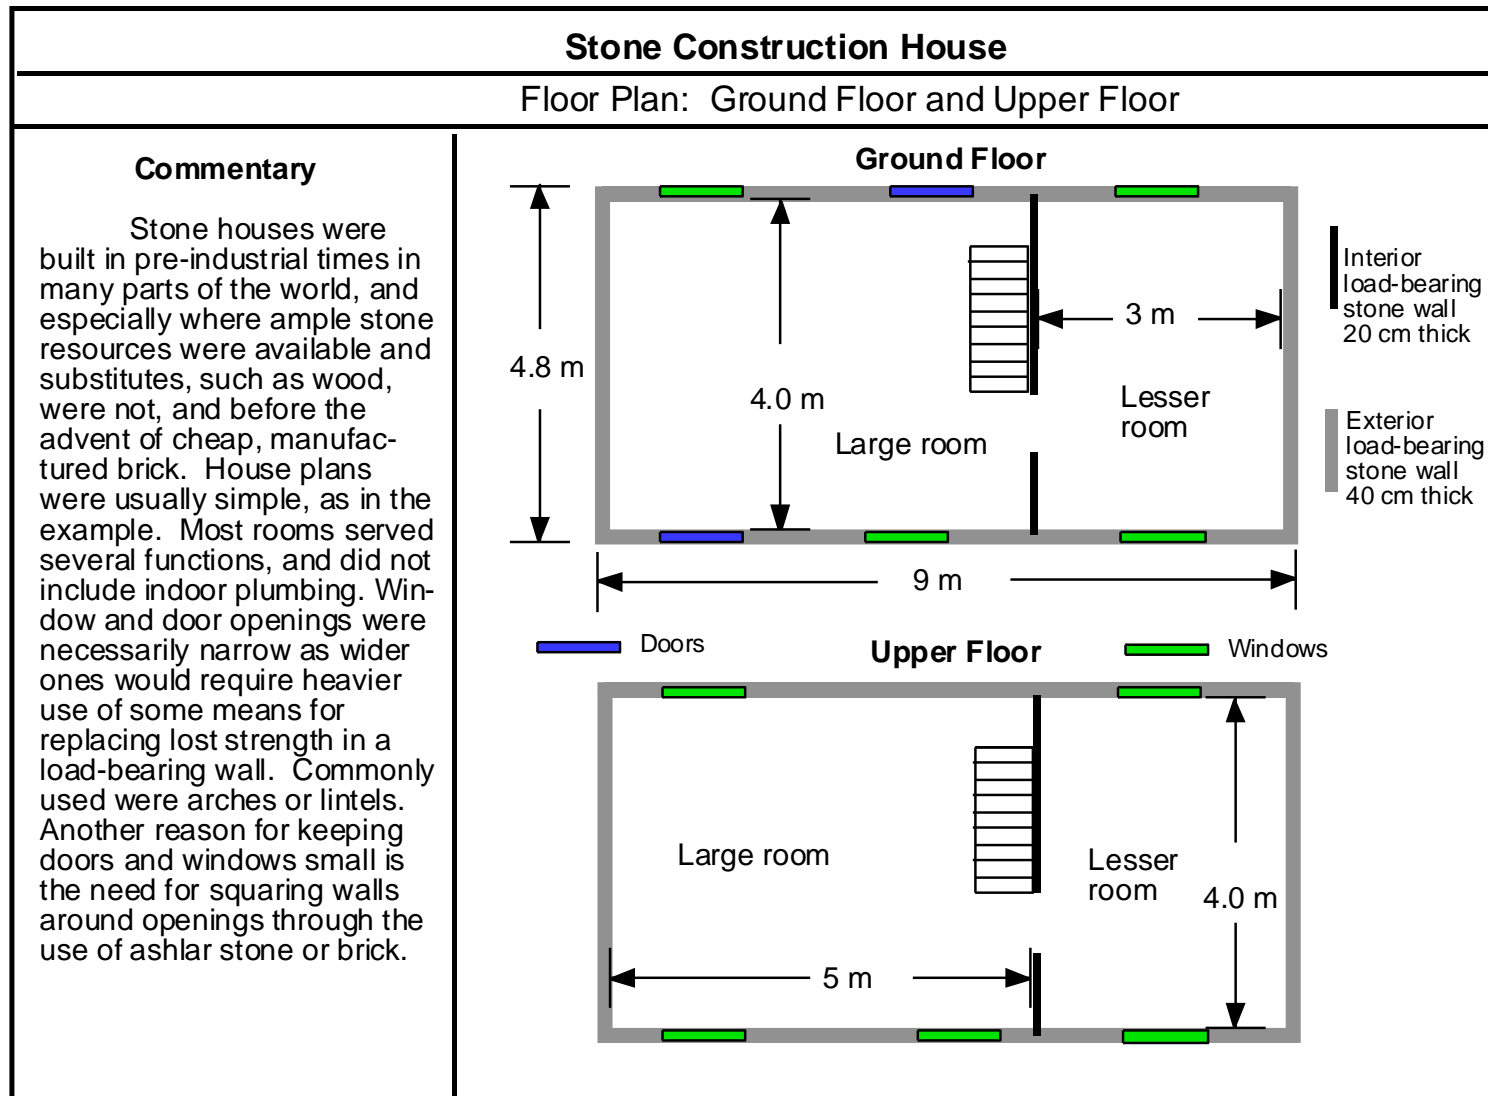 Stone Construction House
Floor Plan: Ground Floor and Upper Floor
Commentary
Stone houses were
built in pre-industrial times in
many parts of the world, and
especially where ample stone
resources were available and
substitutes, such as wood,
were not, and before the
advent of cheap, manufac-
tured brick. House plans
were usually simple, as in the
example. Most rooms served
several functions, and did not
include indoor plumbing. Win-
dow and door openings were
necessarily narrow as wider
ones would require heavier
use of some means for
replacing lost strength in a
load-bearing wall. Commonly
used were arches or lintels.
Another reason for keeping
doors and windows small is
the need for squaring walls
around openings through the
use of ashlar stone or brick.
Ground Floor
4.8 m
4.0 m
3 m
Large room
Lesser
room
9 m
Interior
load-bearing
stone wall
20 cm thick
Exterior
load-bearing
stone wall
40 cm thick
Doors
Upper Floor
Windows
Large room
Lesser
room
4.0 m
5 m